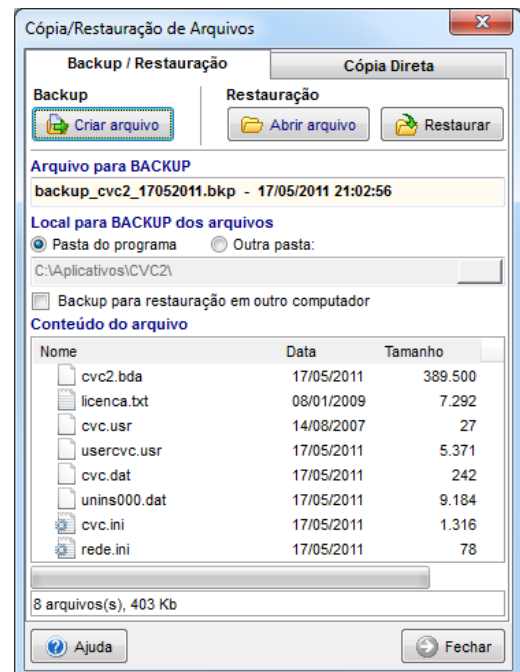 Cópia/Restauração de Arquivos
Backup / Restauração Cópia Direta
Backup Restauração
Criar arquivo Abrir arquivo Restaurar
Arquivo para BACKUP
backup_cvc2_17052011.bkp - 17/05/2011 21:02:56
Local para BACKUP dos arquivos
Pasta do programa Outra pasta:
C:\Aplicativos\CVC2\
Backup para restauração em outro computador
Conteúdo do arquivo
Nome Data Tamanho
cvc2.bda 17/05/2011 389.500
licenca.txt 08/01/2009 7.292
cvc.usr 14/08/2007 27
usercvc.usr 17/05/2011 5.371
cvc.dat 17/05/2011 242
unins000.dat 17/05/2011 9.184
cvc.ini 17/05/2011 1.316
rede.ini 17/05/2011 78
8 arquivos(s), 403 Kb
Ajuda Fechar